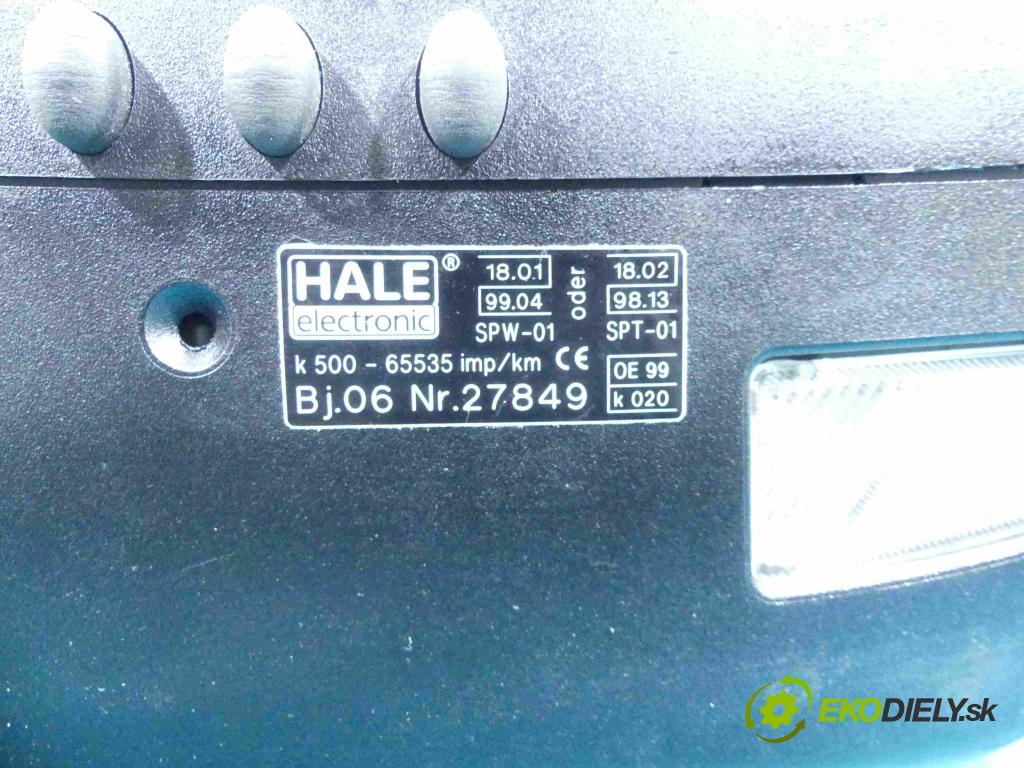 HALE®
electronic
18.01
99.04
SPW-01
oder
18.02
98.13
SPT-01
k 500 - 65535 imp/km CE
OE 99
k 020
Bj.06 Nr.27849
EKODIELY.sk